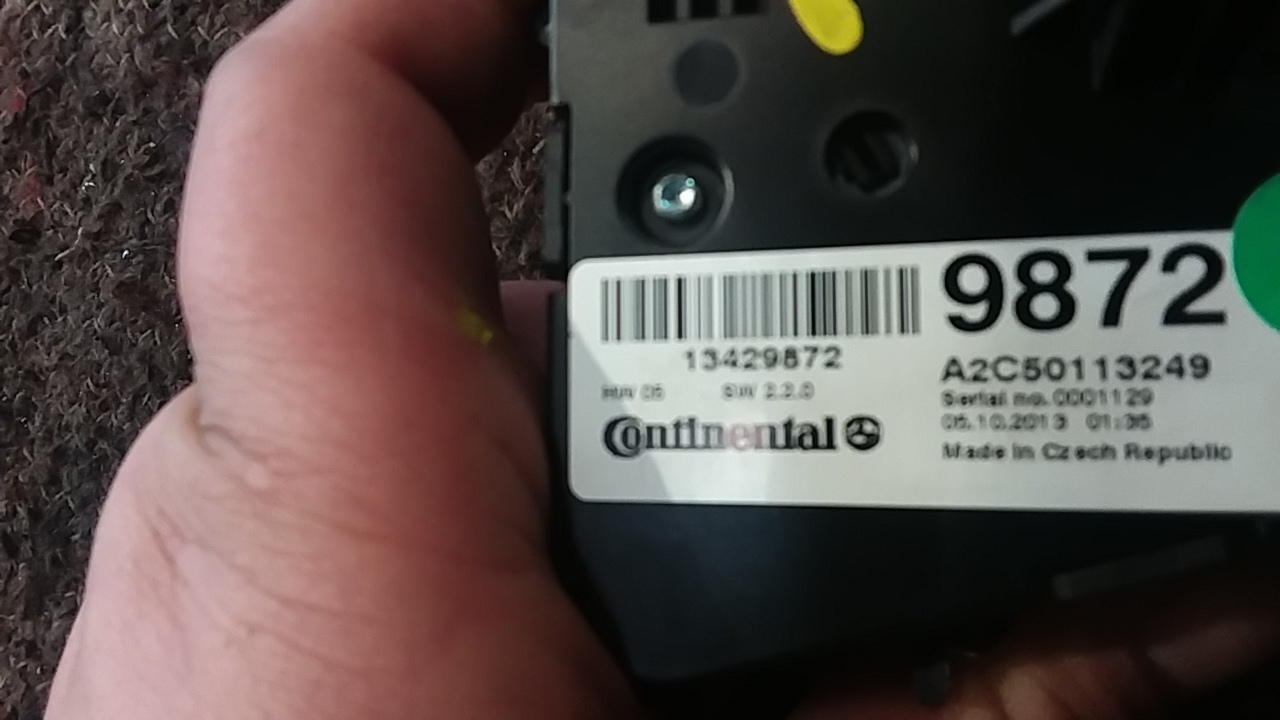 9872
13429872
A2C50113249
HW 05 SW 2.2.0
Serial no. 0001129
Continental
05.10.2013 01:35
Made in Czech Republic